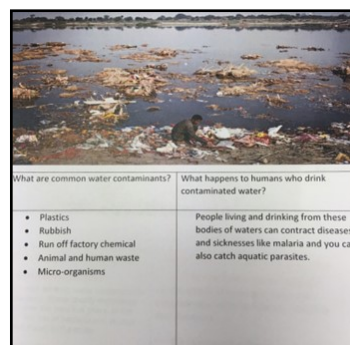 What are common water contaminants?
What happens to humans who drink
contaminated water?
Plastics
Rubbish
Run off factory chemical
Animal and human waste
Micro-organisms
People living and drinking from these
bodies of waters can contract diseases
and sicknesses like malaria and you ca
also catch aquatic parasites.